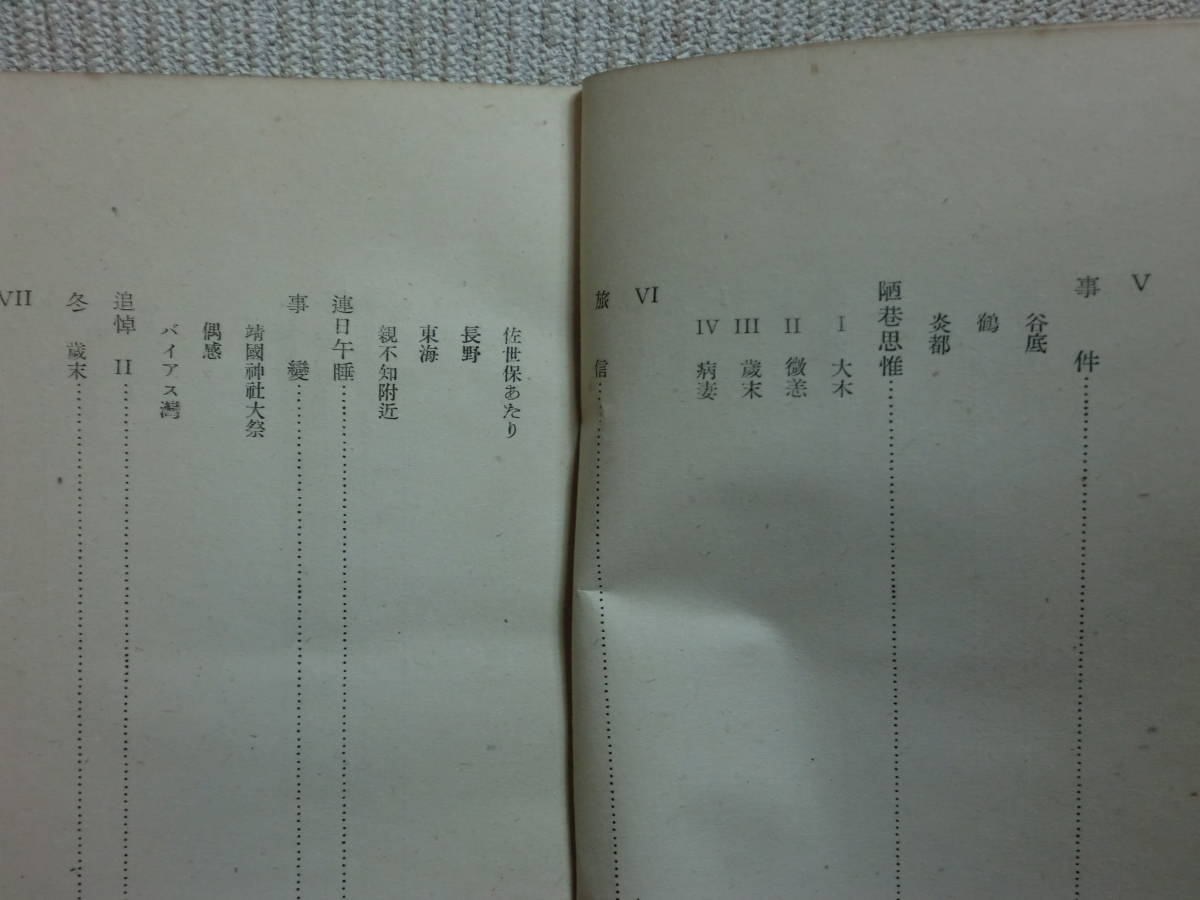 V
事件
谷底
鶴
炎都
陋巷思惟
I 大木
II 微恙
III 歳末
IV 病妻
VI
旅信
佐世保あたり
長野
東海
親不知附近
連日午睡
事變
靖國神社大祭
偶感
バイアス灣
追悼 II
冬 歳末
VII